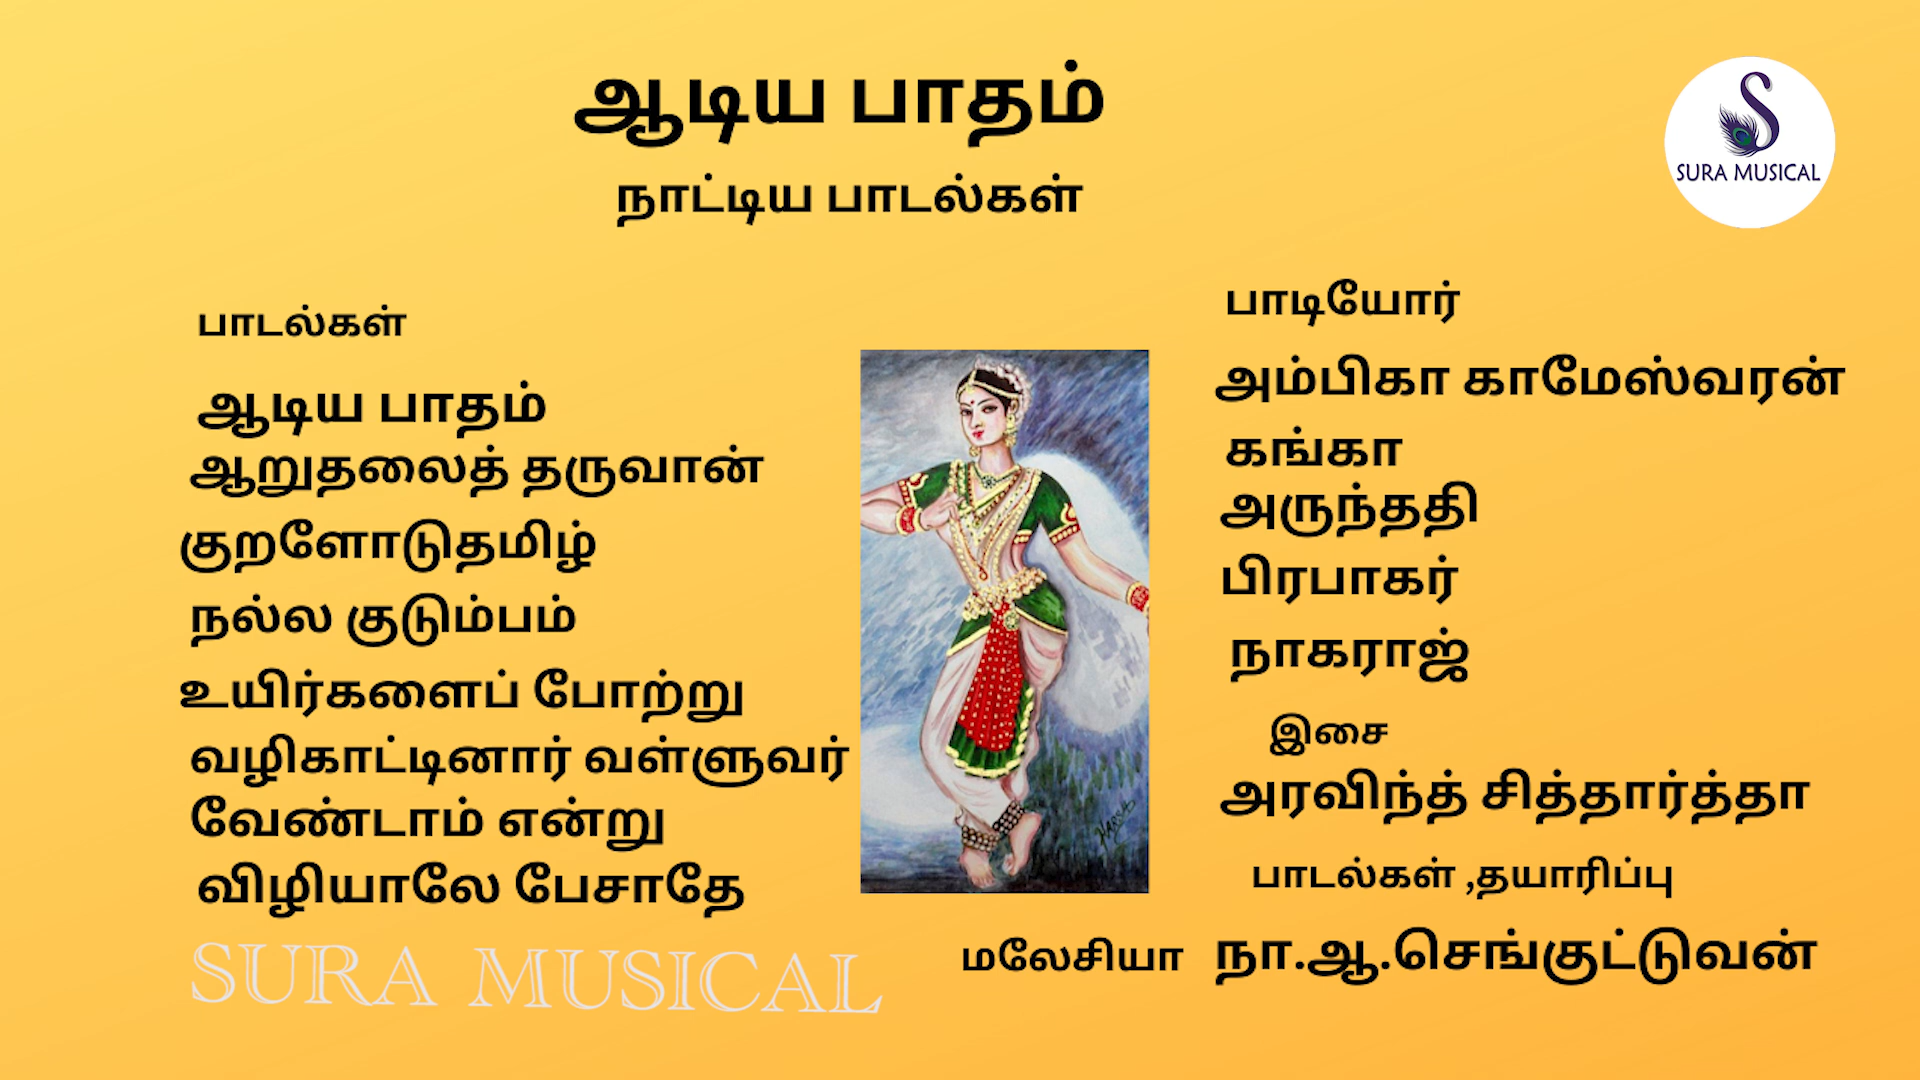 ஆடிய பாதம்
நாட்டிய பாடல்கள்
SURA MUSICAL
பாடல்கள்
ஆடிய பாதம்
ஆறுதலைத் தருவான்
குறளோடுதமிழ்
நல்ல குடும்பம்
உயிர்களைப் போற்று
வழிகாட்டினார் வள்ளுவர்
வேண்டாம் என்று
விழியாலே பேசாதே
SURA MUSICAL
HARSHA
பாடியோர்
அம்பிகா காமேஸ்வரன்
கங்கா
அருந்ததி
பிரபாகர்
நாகராஜ்
இசை
அரவிந்த் சித்தார்த்தா
பாடல்கள் ,தயாரிப்பு
மலேசியா நா.ஆ.செங்குட்டுவன்